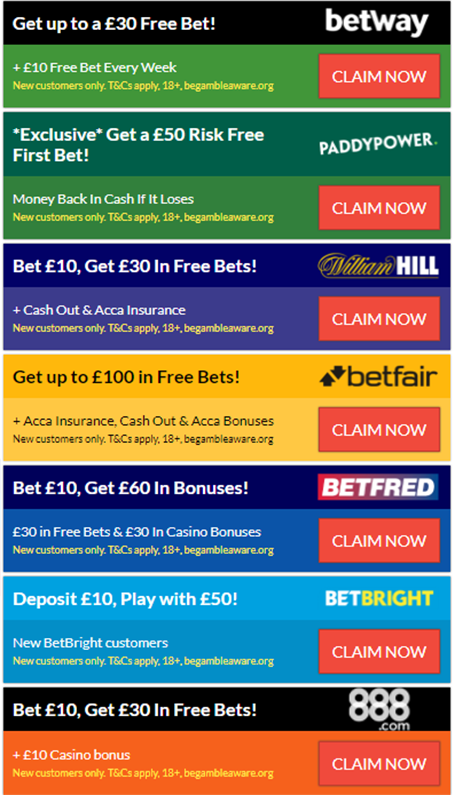 Get up to a £30 Free Bet!
betway
+ £10 Free Bet Every Week
New customers only. T&Cs apply, 18+, begambleaware.org
CLAIM NOW
*Exclusive* Get a £50 Risk Free
First Bet!
PADDYPOWER.
Money Back In Cash If It Loses
New customers only. T&Cs apply, 18+, begambleaware.org
CLAIM NOW
Bet £10, Get £30 In Free Bets!
William HILL
+ Cash Out & Acca Insurance
New customers only. T&Cs apply, 18+, begambleaware.org
CLAIM NOW
Get up to £100 in Free Bets!
betfair
+ Acca Insurance, Cash Out & Acca Bonuses
New customers only. T&Cs apply, 18+, begambleaware.org
CLAIM NOW
Bet £10, Get £60 In Bonuses!
BETFRED
£30 in Free Bets & £30 In Casino Bonuses
New customers only. T&Cs apply, 18+, begambleaware.org
CLAIM NOW
Deposit £10, Play with £50!
BETBRIGHT
New BetBright customers
New customers only. T&Cs apply, 18+, begambleaware.org
CLAIM NOW
Bet £10, Get £30 In Free Bets!
888
.com
+ £10 Casino bonus
New customers only. T&Cs apply, 18+, begambleaware.org
CLAIM NOW